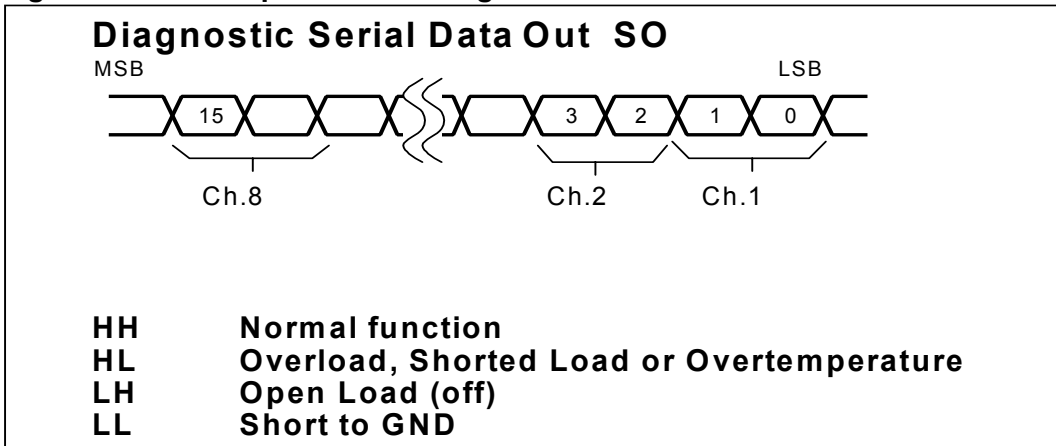 Diagnostic Serial Data Out SO
MSB LSB
15 3 2 1 0
Ch.8 Ch.2 Ch.1
HH Normal function
HL Overload, Shorted Load or Overtemperature
LH Open Load (off)
LL Short to GND